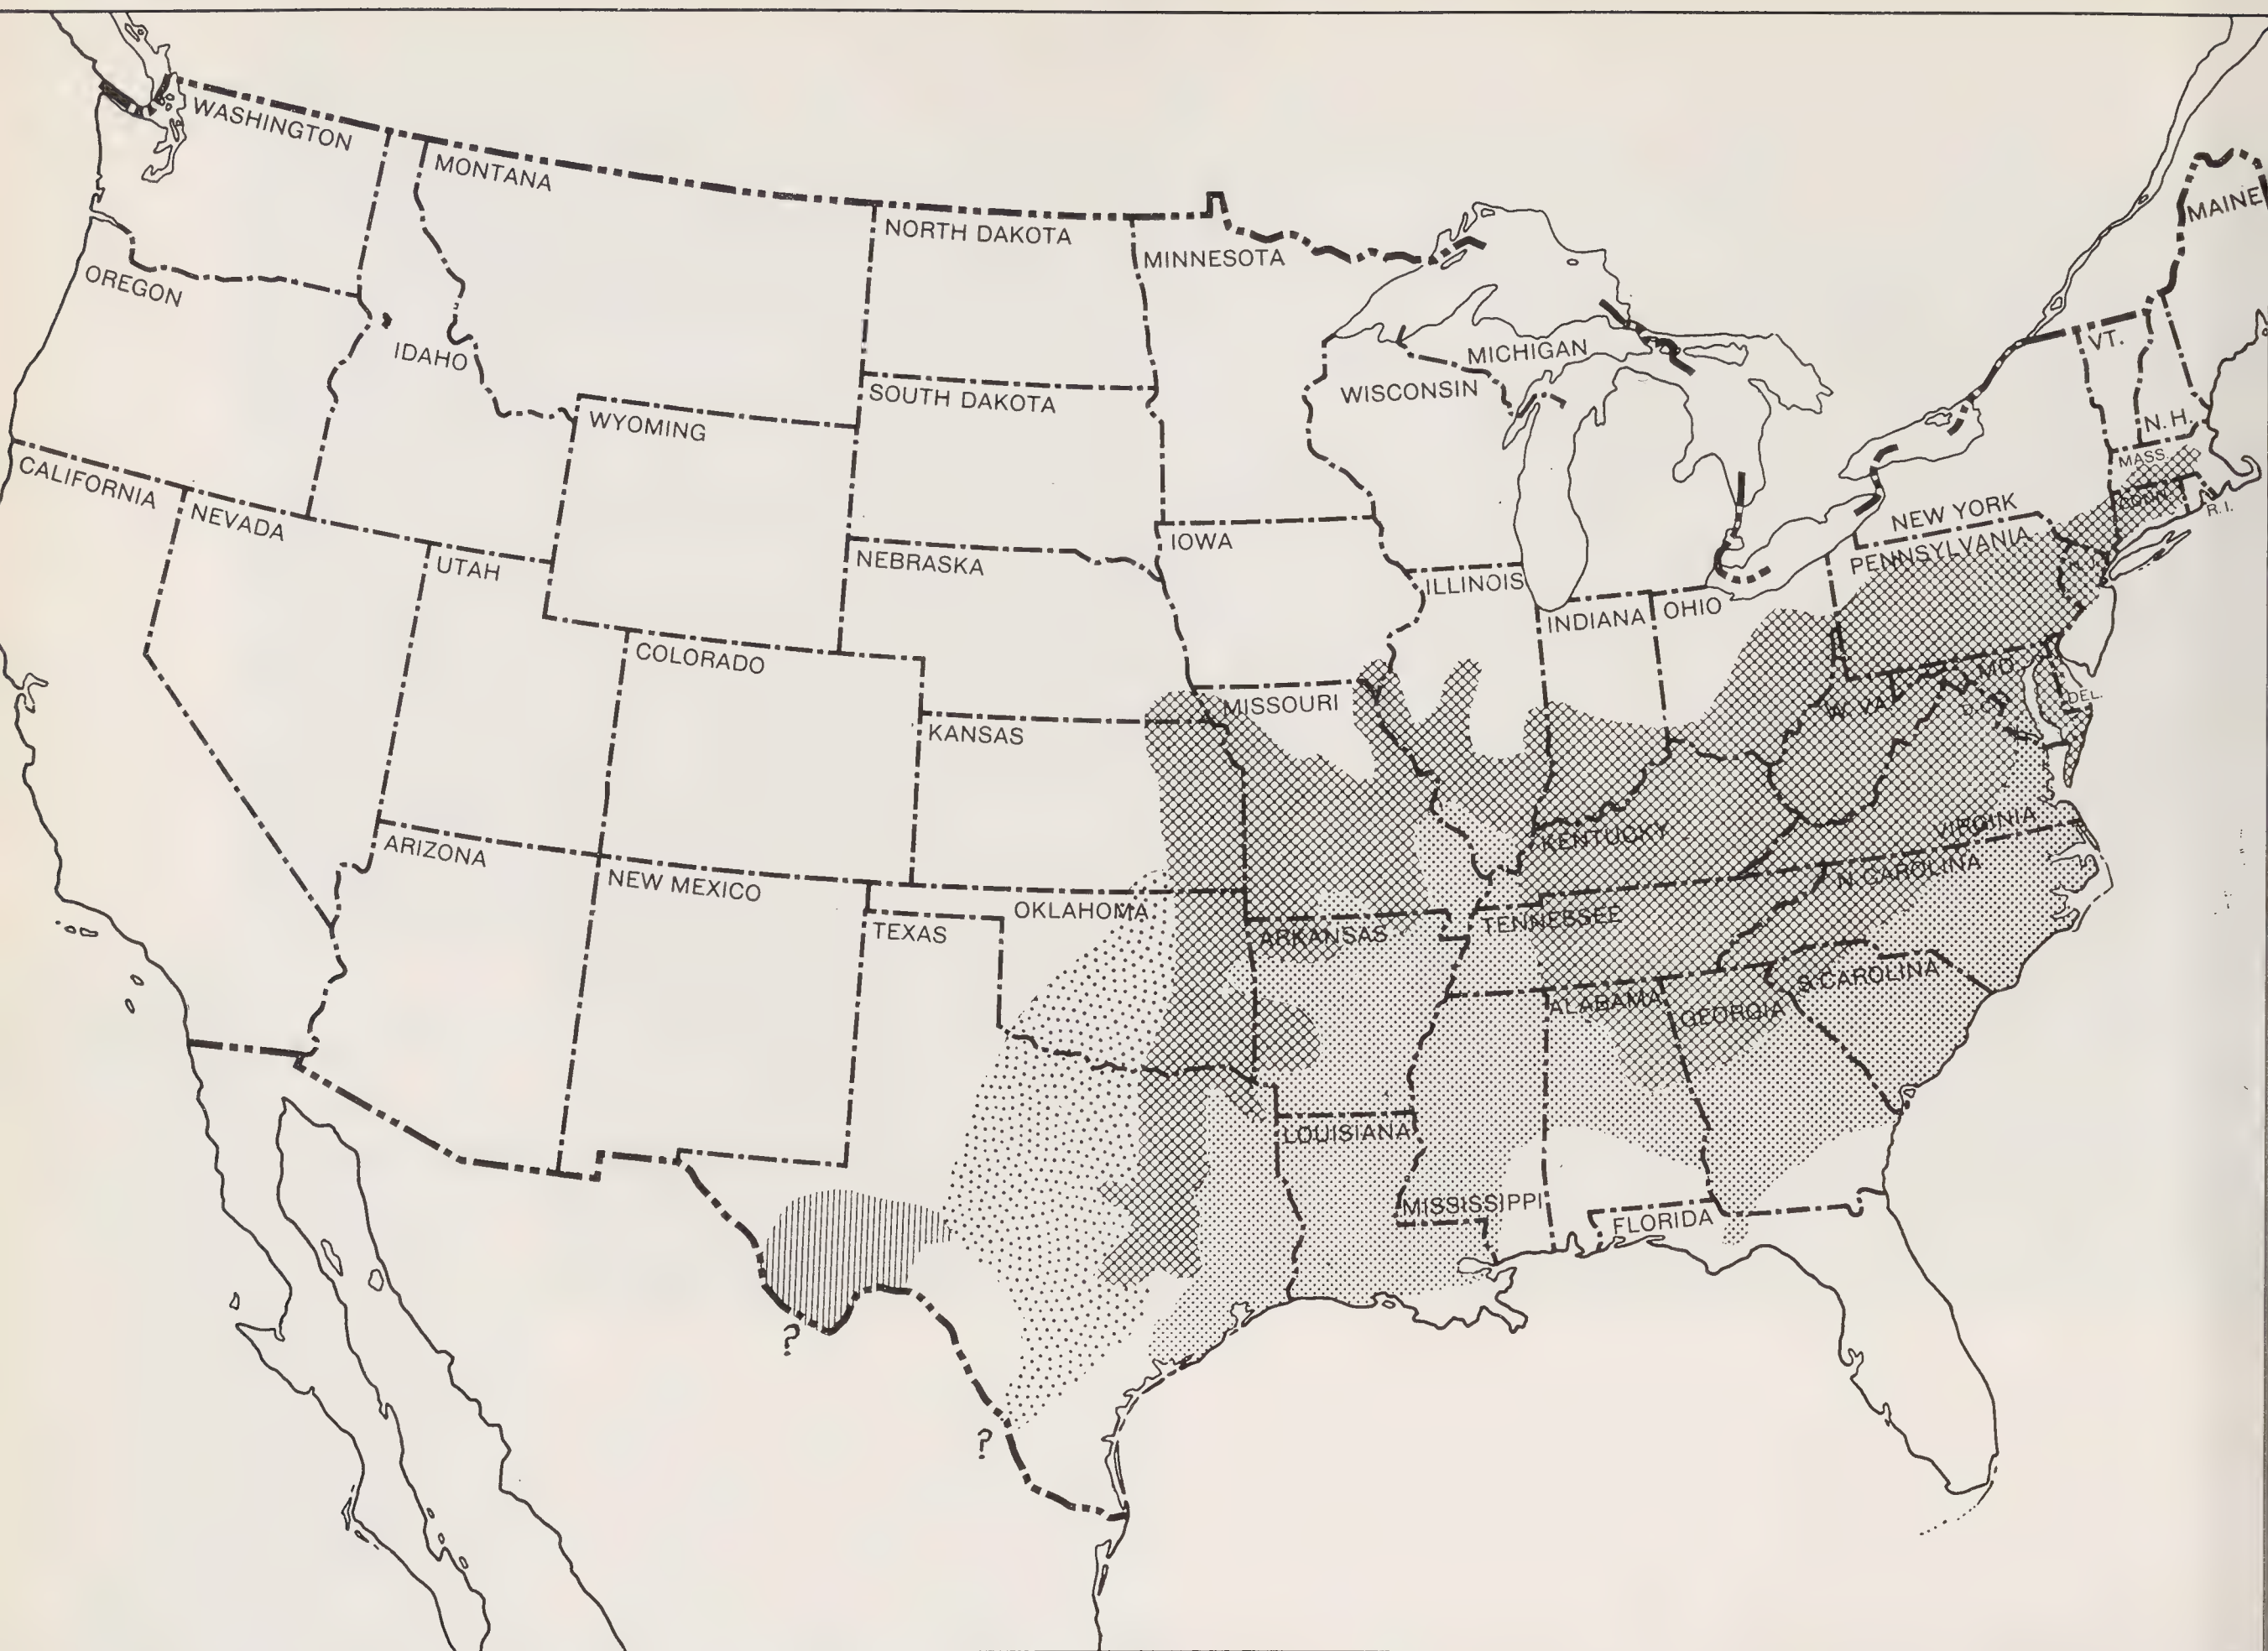 WASHINGTON
MONTANA
NORTH DAKOTA
MINNESOTA
MAINE
OREGON
IDAHO
MICHIGAN
VT.
WISCONSIN
SOUTH DAKOTA
WYOMING
N.H.
MASS.
CALIFORNIA
NEVADA
CONN.
R.I.
NEW YORK
PENNSYLVANIA
IOWA
NEBRASKA
UTAH
ILLINOIS
INDIANA
OHIO
N.J.
COLORADO
MD.
DEL.
MISSOURI
W. VA.
D.C.
KANSAS
VIRGINIA
KENTUCKY
ARIZONA
NEW MEXICO
N. CAROLINA
OKLAHOMA
TENNESSEE
TEXAS
ARKANSAS
S. CAROLINA
ALABAMA
GEORGIA
LOUISIANA
MISSISSIPPI
FLORIDA
?
?